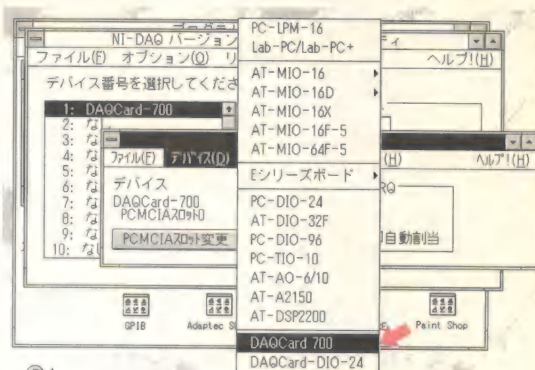 NI-DAQ バージョン
ファイル(F) オプション(O) リ
ヘルプ!(H)
デバイス番号を選択してくださ
1: DAQCard-700
2: な
3: な
4: な
5: な
6: な
7: な
8: な
9: な
10: な
ファイル(F) デバイス(D)
(H)
ヘルプ!(H)
デバイス
DAQCard-700
PCMCIAスロット0
PCMCIAスロット変更
RQ
自動割当
PC-LPM-16
Lab-PC/Lab-PC+
AT-MIO-16
AT-MIO-16D
AT-MIO-16X
AT-MIO-16F-5
AT-MIO-64F-5
Eシリーズボード
PC-DIO-24
AT-DIO-32F
PC-DIO-96
PC-TIO-10
AT-AO-6/10
AT-A2150
AT-DSP2200
DAQCard 700
DAQCard-DIO-24
GPIB
Adaptec S
Paint Shop